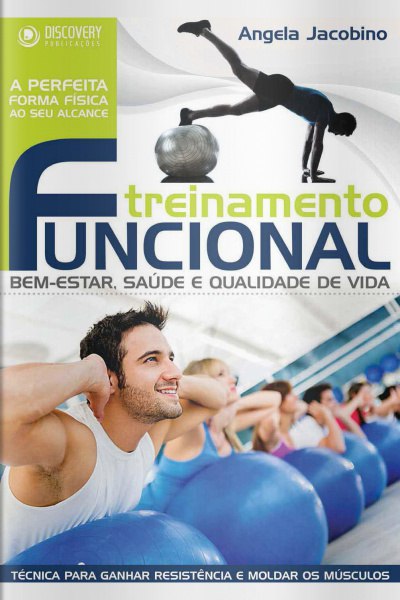 DISCOVERY
PUBLICAÇÕES
Angela Jacobino
A PERFEITA
FORMA FÍSICA
AO SEU ALCANCE
treinamento
FUNCIONAL
BEM-ESTAR, SAÚDE E QUALIDADE DE VIDA
TÉCNICA PARA GANHAR RESISTÊNCIA E MOLDAR OS MÚSCULOS